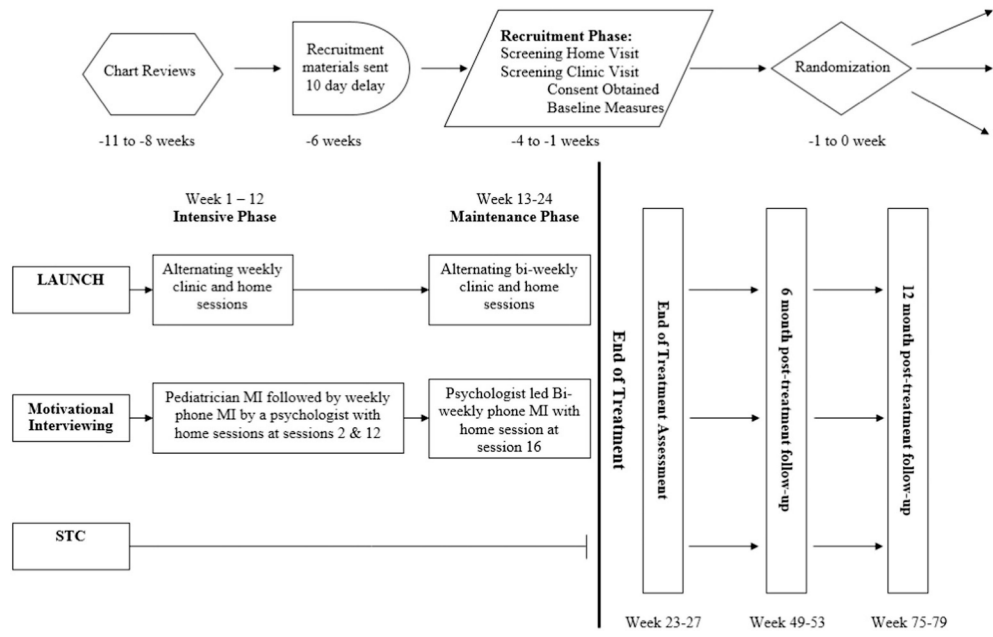 Chart Reviews
Recruitment
materials sent
10 day delay
Recruitment Phase:
Screening Home Visit
Screening Clinic Visit
Consent Obtained
Baseline Measures
Randomization
-11 to -8 weeks
-6 weeks
-4 to -1 weeks
-1 to 0 week
Week 1 – 12
Intensive Phase
Week 13-24
Maintenance Phase
LAUNCH
Alternating weekly
clinic and home
sessions
Alternating bi-weekly
clinic and home
sessions
Motivational
Interviewing
Pediatrician MI followed by weekly
phone MI by a psychologist with
home sessions at sessions 2 & 12
Psychologist led Bi-
weekly phone MI with
home session at
session 16
STC
End of Treatment
End of Treatment Assessment
6 month post-treatment follow-up
12 month post-treatment follow-up
Week 23-27
Week 49-53
Week 75-79